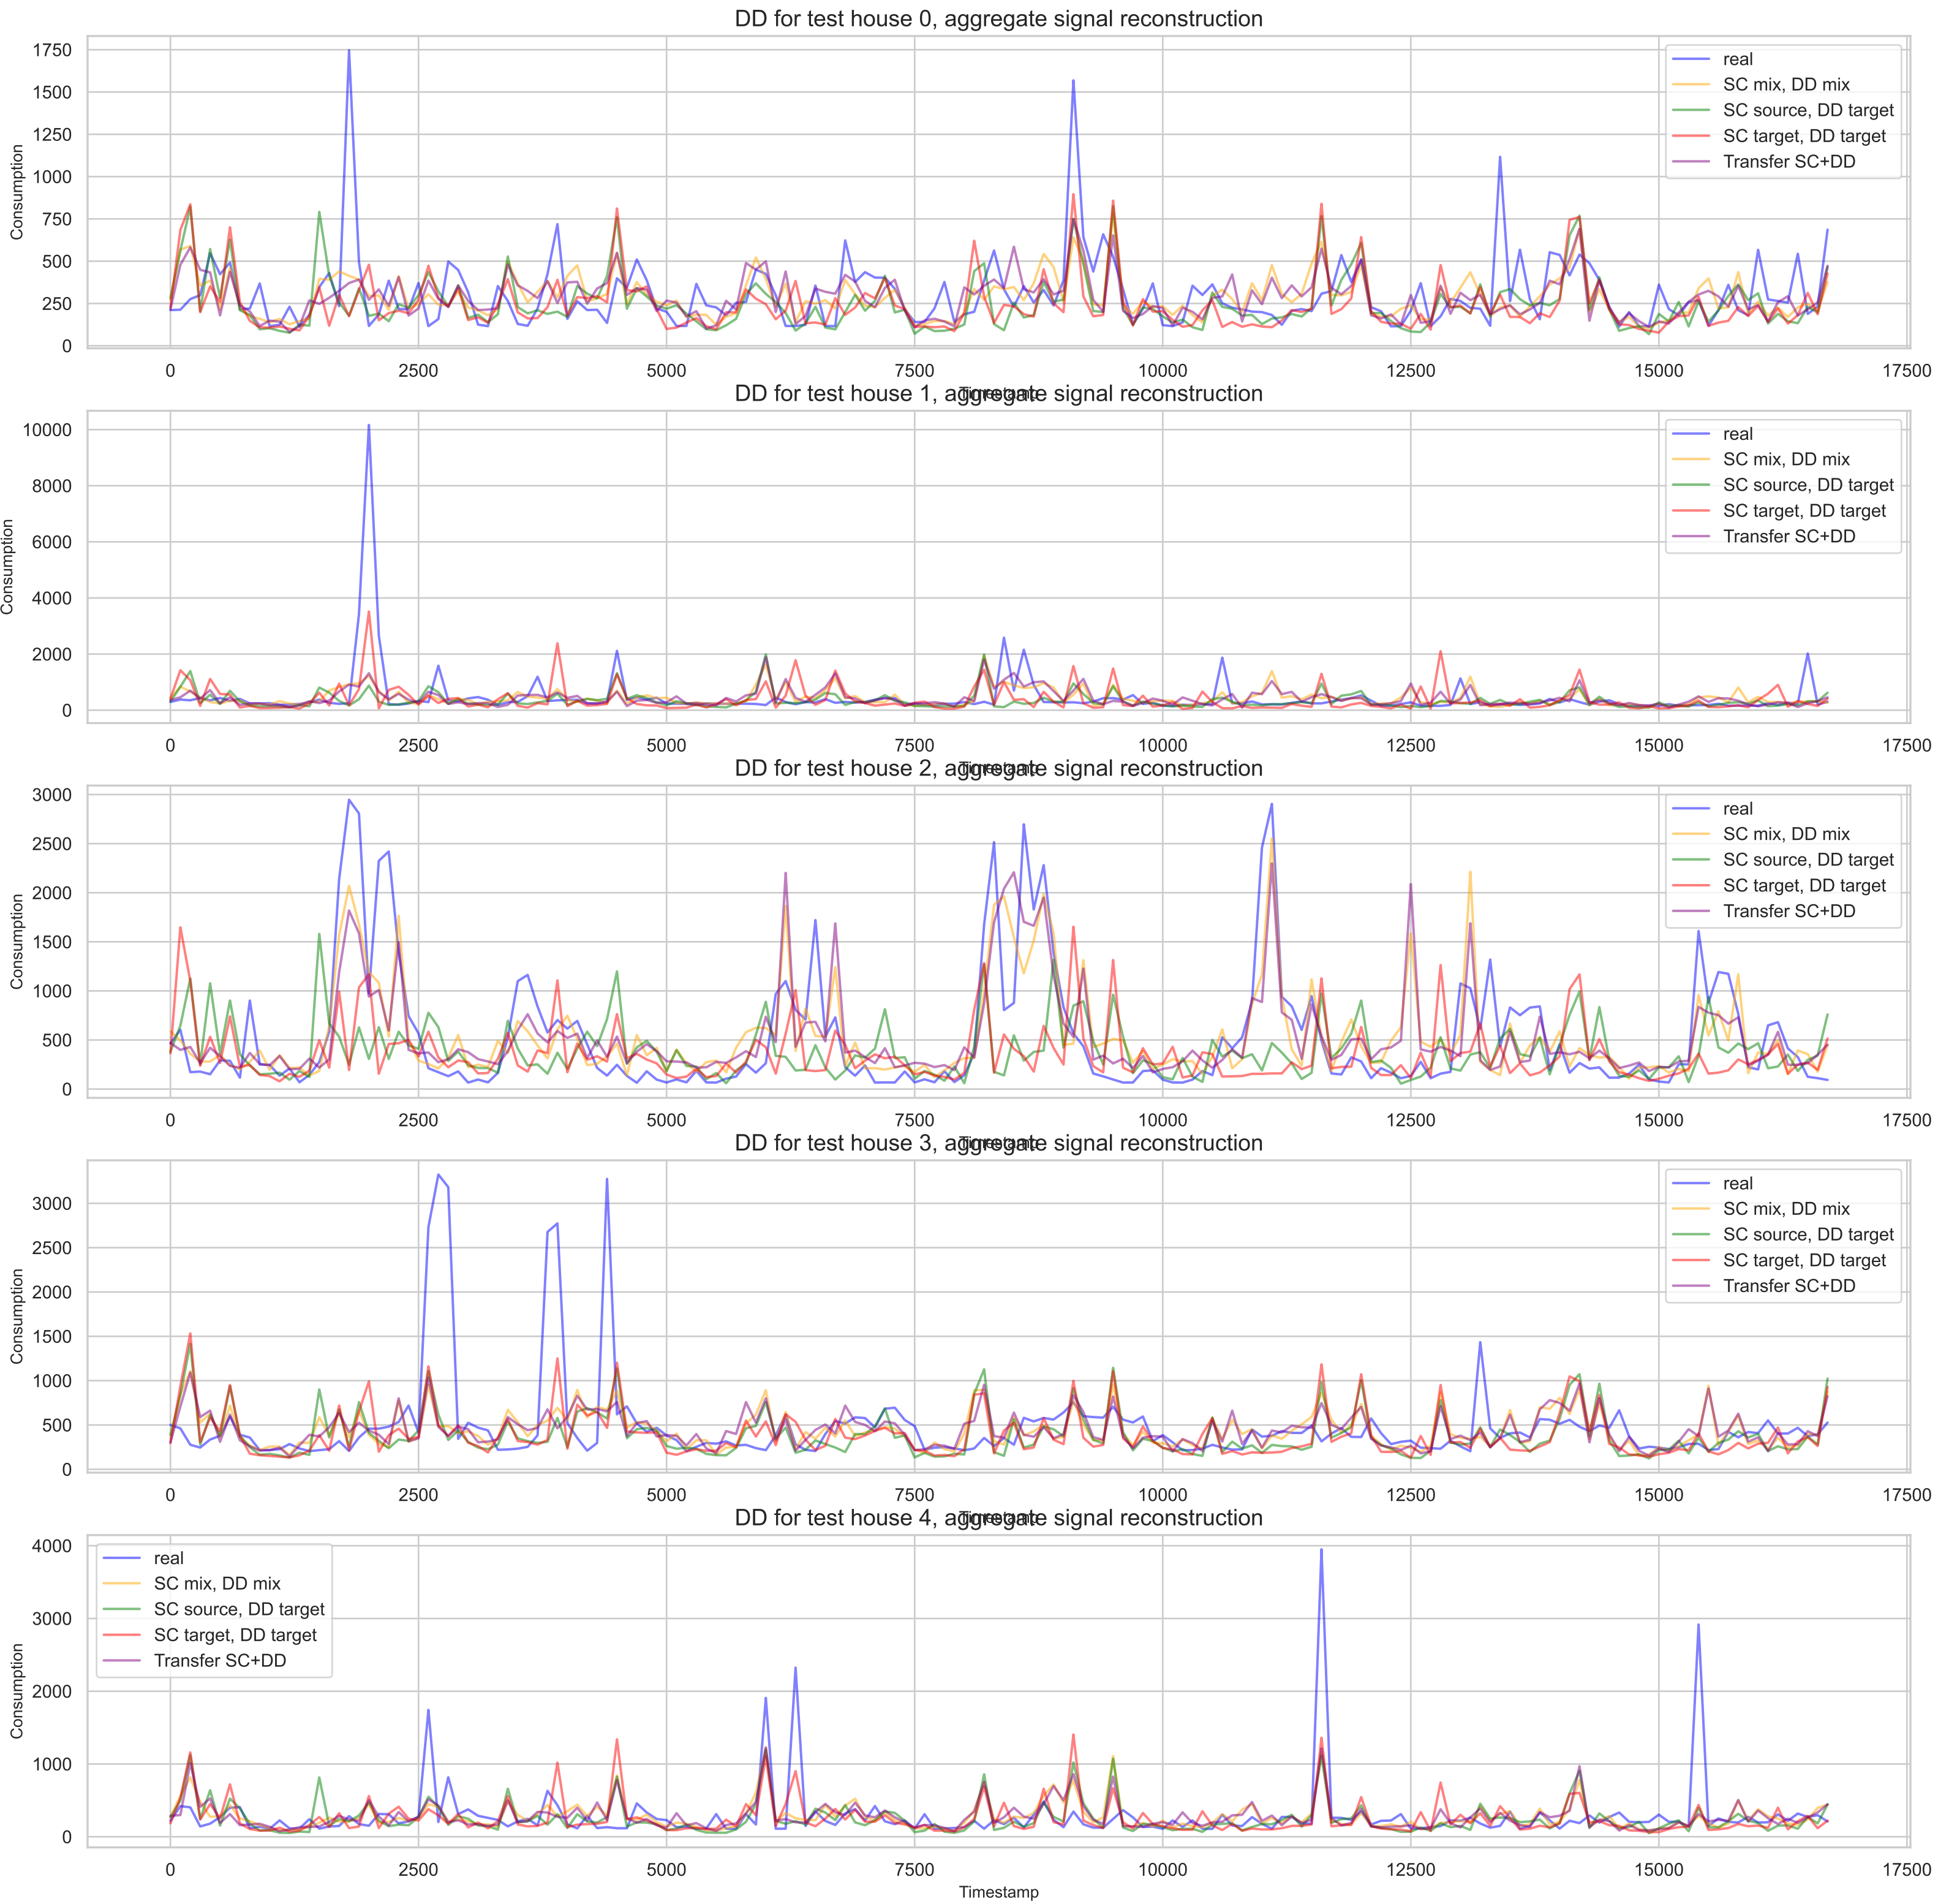 DD for test house 0, aggregate signal reconstruction
1750
1500
1250
1000
750
500
250
0
Consumption
real
SC mix, DD mix
SC source, DD target
SC target, DD target
Transfer SC+DD
0 2500 5000 7500 10000 12500 15000 17500
Timestamp
DD for test house 1, aggregate signal reconstruction
10000
8000
6000
4000
2000
0
Consumption
real
SC mix, DD mix
SC source, DD target
SC target, DD target
Transfer SC+DD
0 2500 5000 7500 10000 12500 15000 17500
Timestamp
DD for test house 2, aggregate signal reconstruction
3000
2500
2000
1500
1000
500
0
Consumption
real
SC mix, DD mix
SC source, DD target
SC target, DD target
Transfer SC+DD
0 2500 5000 7500 10000 12500 15000 17500
Timestamp
DD for test house 3, aggregate signal reconstruction
3000
2500
2000
1500
1000
500
0
Consumption
real
SC mix, DD mix
SC source, DD target
SC target, DD target
Transfer SC+DD
0 2500 5000 7500 10000 12500 15000 17500
Timestamp
DD for test house 4, aggregate signal reconstruction
4000
3000
2000
1000
0
Consumption
real
SC mix, DD mix
SC source, DD target
SC target, DD target
Transfer SC+DD
0 2500 5000 7500 10000 12500 15000 17500
Timestamp